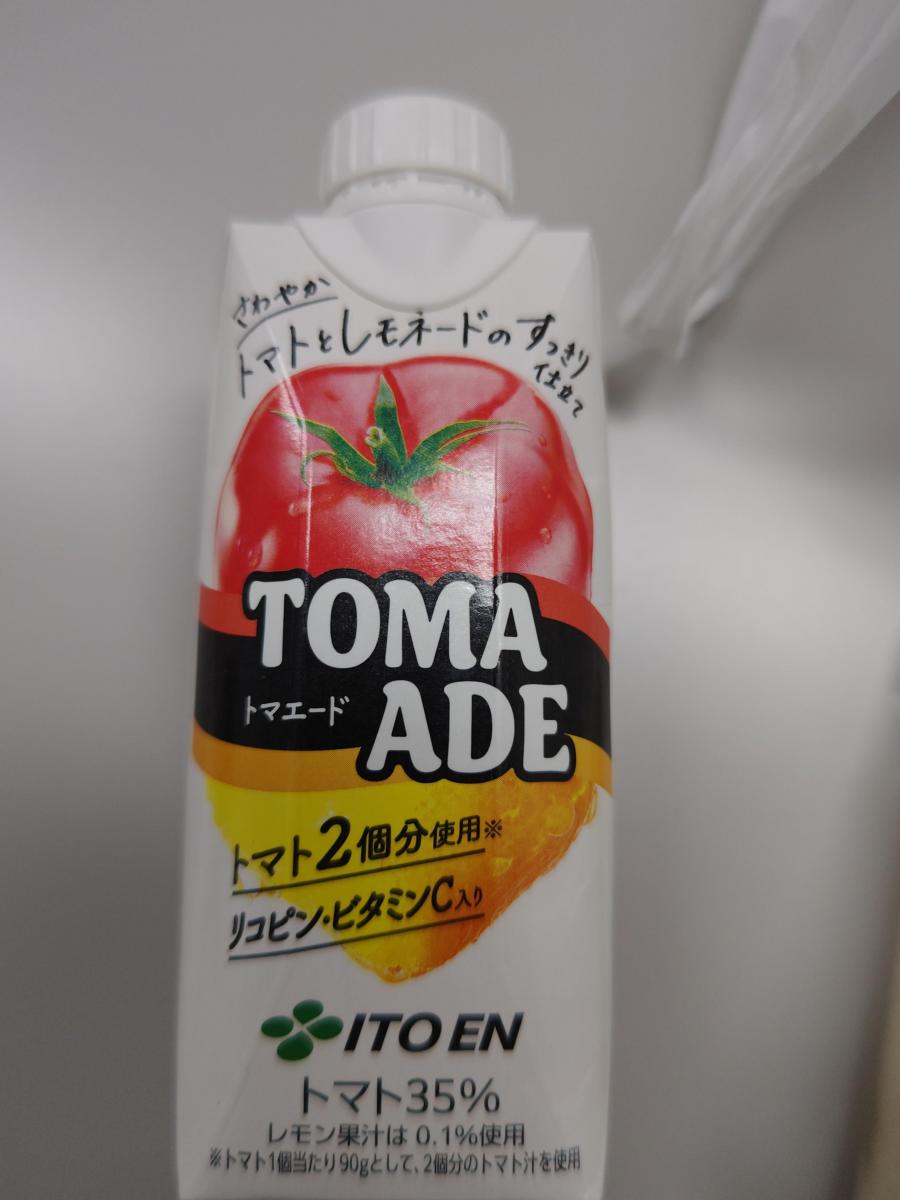 さわやか
トマトとレモネードのすっきり
仕立て
TOMA
トマエード
ADE
トマト2個分使用※
リコピン・ビタミンC入り
ITO EN
トマト35%
レモン果汁は 0.1%使用
※トマト1個当たり90gとして、2個分のトマト汁を使用